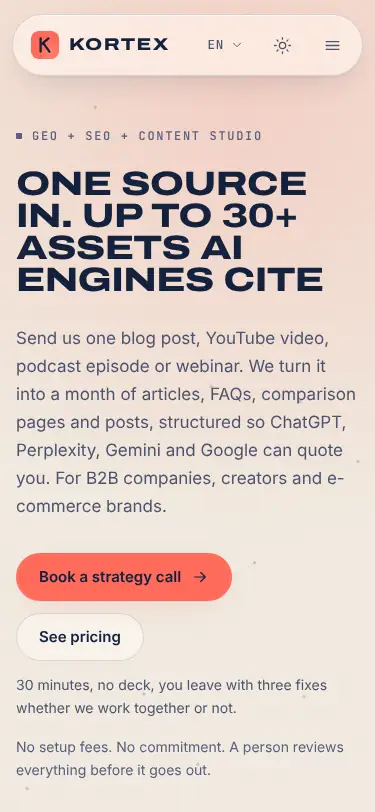 K KORTEX EN
GEO + SEO + CONTENT STUDIO
ONE SOURCE
IN. UP TO 30+
ASSETS AI
ENGINES CITE
Send us one blog post, YouTube video,
podcast episode or webinar. We turn it
into a month of articles, FAQs, comparison
pages and posts, structured so ChatGPT,
Perplexity, Gemini and Google can quote
you. For B2B companies, creators and e-
commerce brands.
Book a strategy call →
See pricing
30 minutes, no deck, you leave with three fixes
whether we work together or not.
No setup fees. No commitment. A person reviews
everything before it goes out.